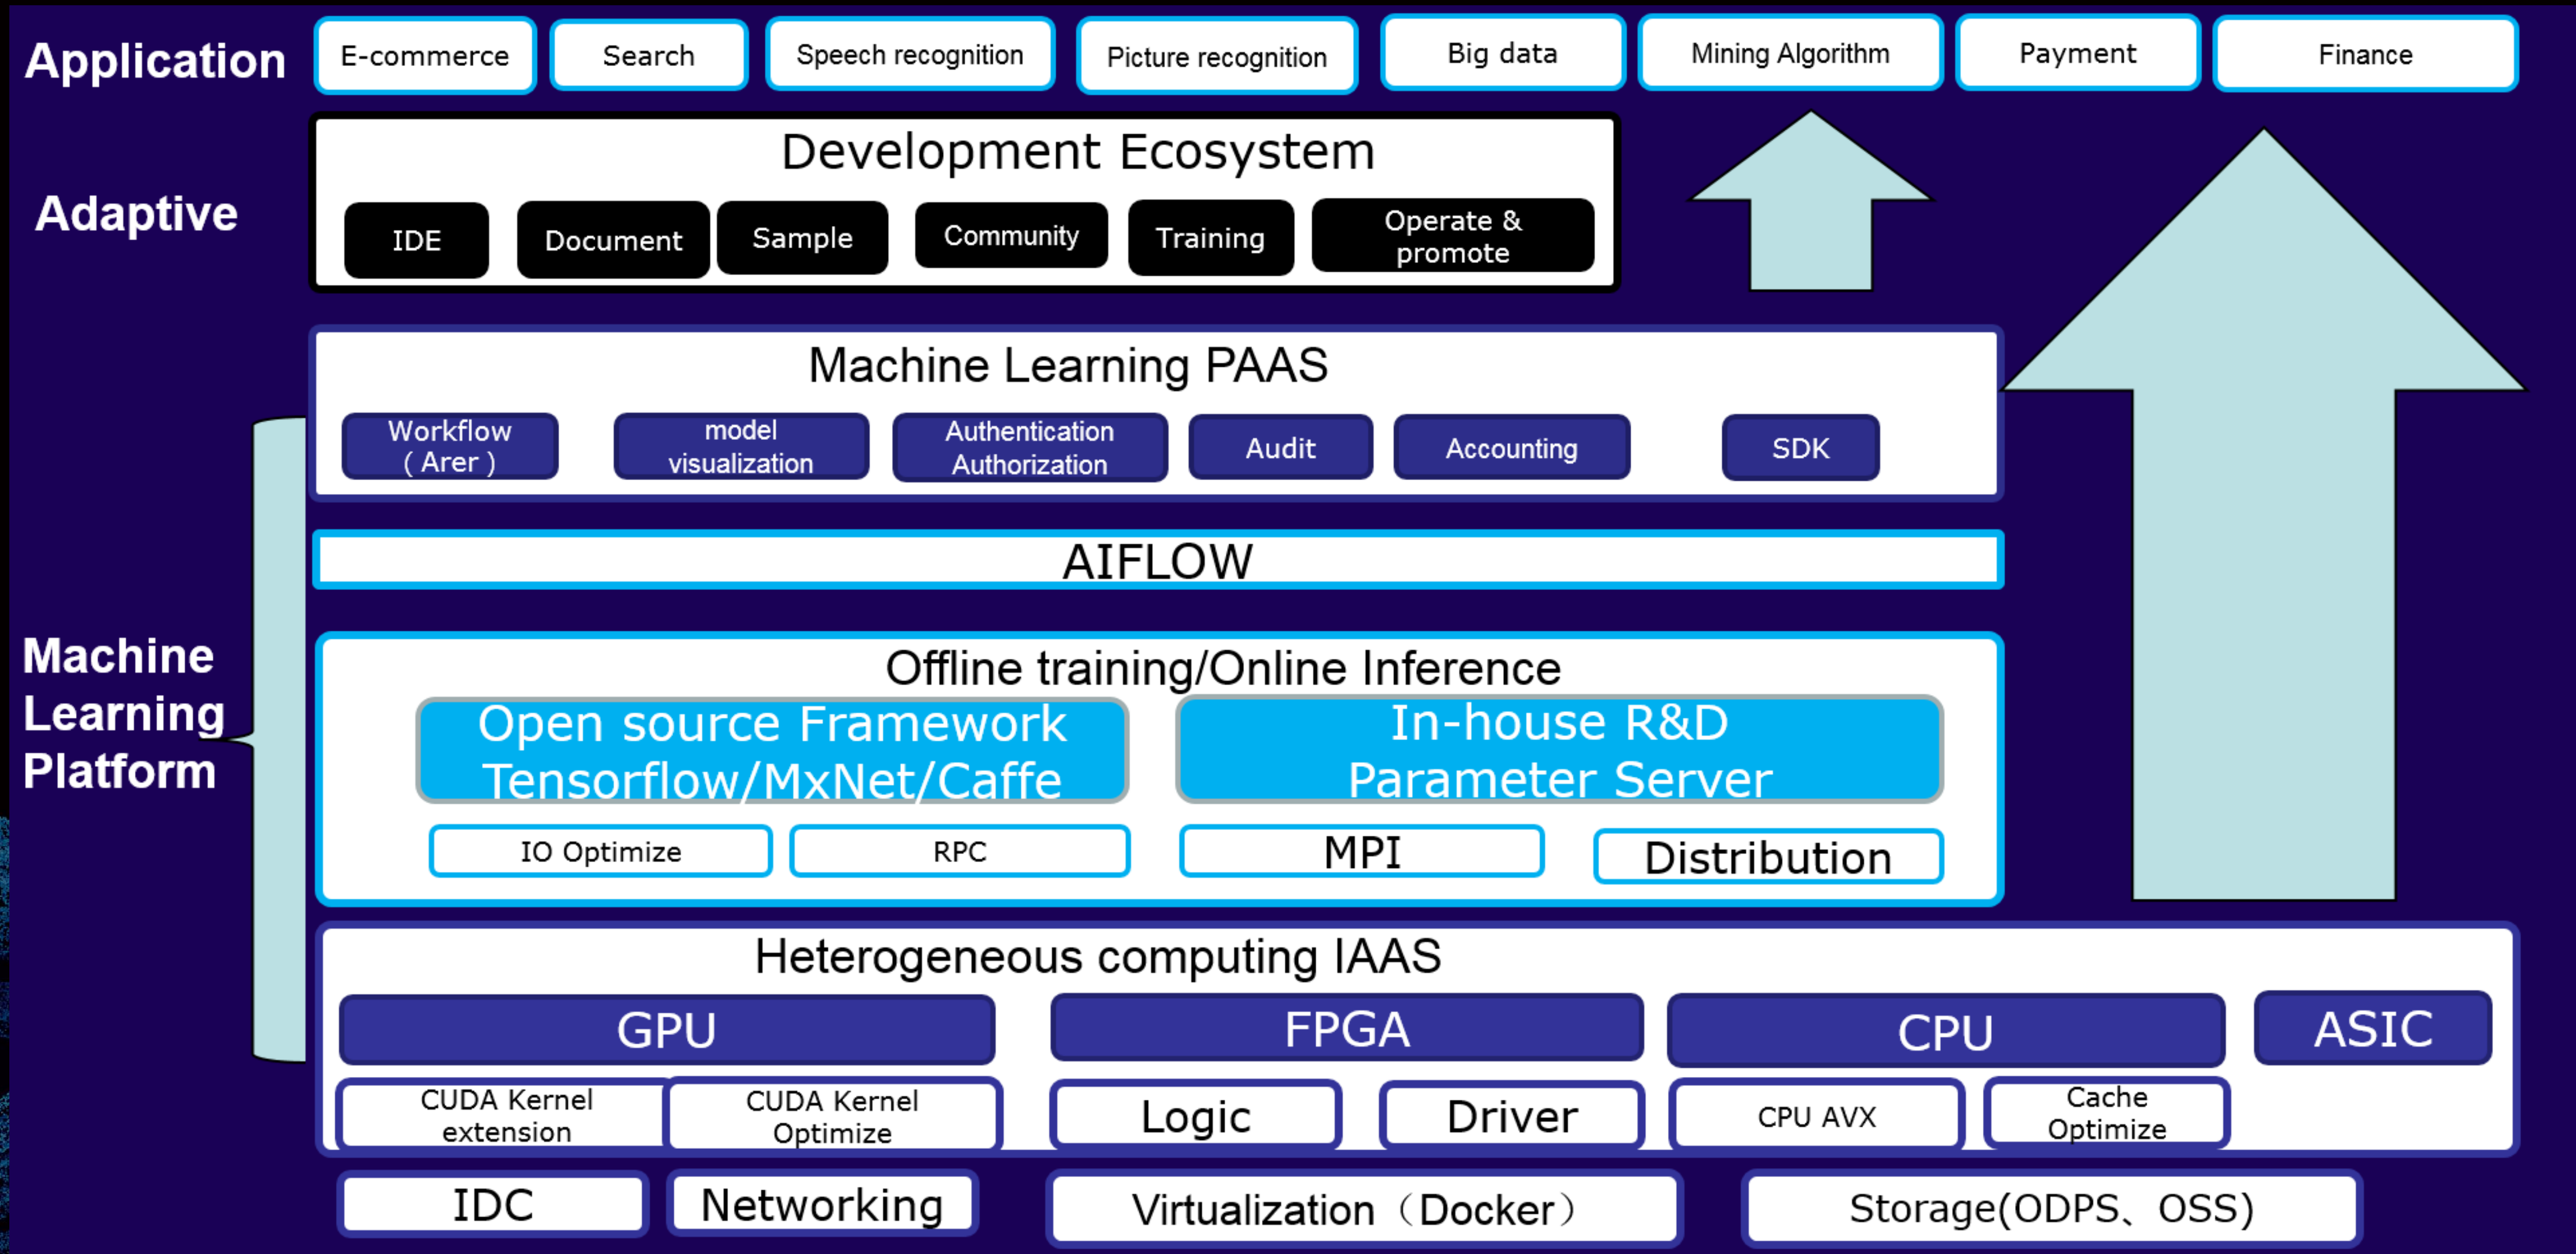 Application
E-commerce
Search
Speech recognition
Picture recognition
Big data
Mining Algorithm
Payment
Finance
Adaptive
Development Ecosystem
IDE
Document
Sample
Community
Training
Operate &
promote
Machine Learning PAAS
Workflow
( Arer )
model
visualization
Authentication
Authorization
Audit
Accounting
SDK
AIFLOW
Machine
Learning
Platform
Offline training/Online Inference
Open source Framework
Tensorflow/MxNet/Caffe
In-house R&D
Parameter Server
IO Optimize
RPC
MPI
Distribution
Heterogeneous computing IAAS
GPU
FPGA
CPU
ASIC
CUDA Kernel
extension
CUDA Kernel
Optimize
Logic
Driver
CPU AVX
Cache
Optimize
IDC
Networking
Virtualization（Docker）
Storage(ODPS、OSS)